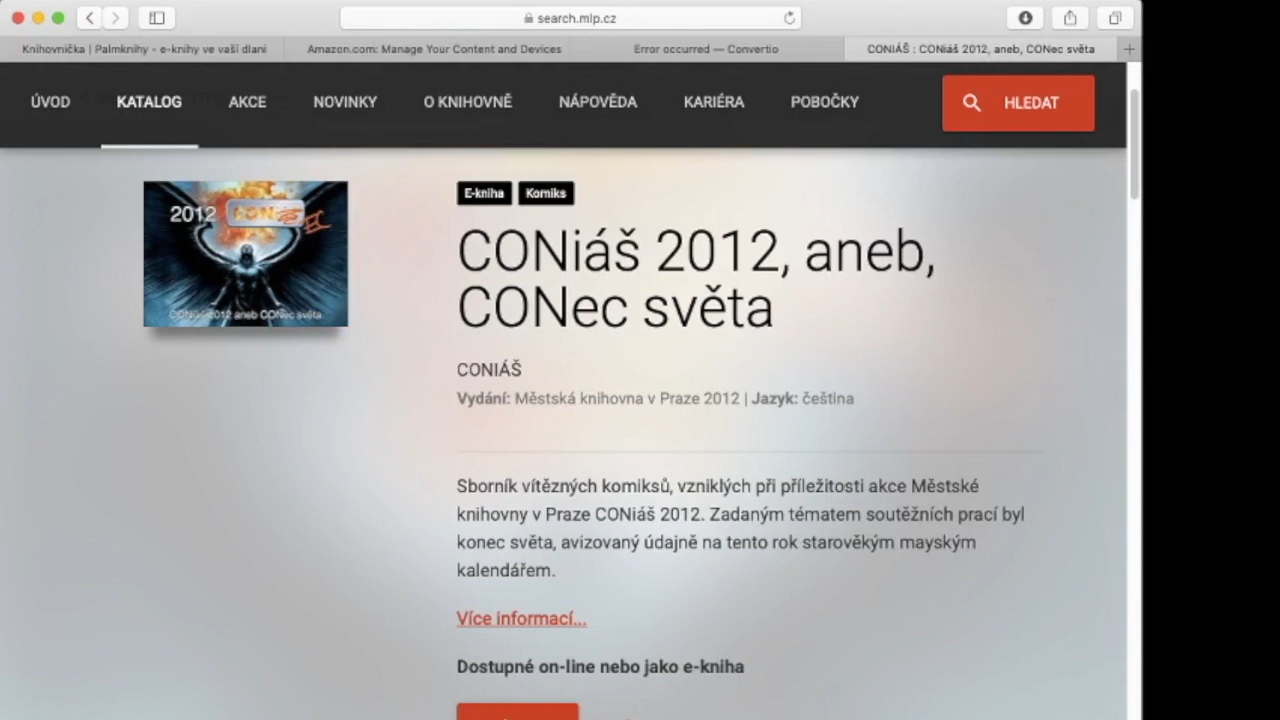 search.mlp.cz
Knihovnička | Palmknihy - e-knihy ve vaší dlani
Amazon.com: Manage Your Content and Devices
Error occurred — Convertio
CONIÁŠ : CONiáš 2012, aneb, CONec světa
ÚVOD
KATALOG
AKCE
NOVINKY
O KNIHOVNĚ
NÁPOVĚDA
KARIÉRA
POBOČKY
HLEDAT
2012
CONiáš 2012 aneb CONec světa
E-kniha
Komiks
CONiáš 2012, aneb,
CONec světa
CONIÁŠ
Vydání: Městská knihovna v Praze 2012 | Jazyk: čeština
Sborník vítězných komiksů, vzniklých při příležitosti akce Městské
knihovny v Praze CONiáš 2012. Zadaným tématem soutěžních prací byl
konec světa, avizovaný údajně na tento rok starověkým mayským
kalendářem.
Více informací...
Dostupné on-line nebo jako e-kniha